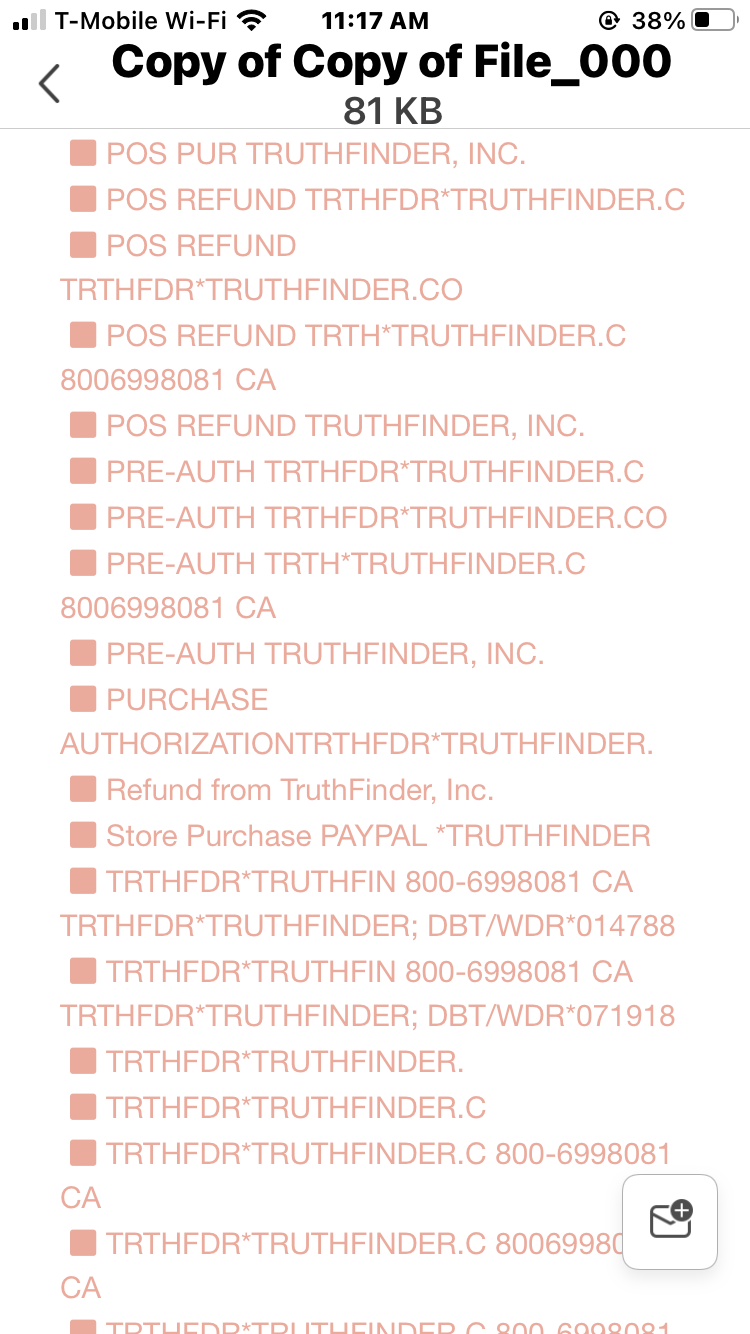 T-Mobile Wi-Fi 11:17 AM 38%
Copy of Copy of File_000
81 KB
POS PUR TRUTHFINDER, INC.
POS REFUND TRTHFDR*TRUTHFINDER.C
POS REFUND
TRTHFDR*TRUTHFINDER.CO
POS REFUND TRTH*TRUTHFINDER.C
8006998081 CA
POS REFUND TRUTHFINDER, INC.
PRE-AUTH TRTHFDR*TRUTHFINDER.C
PRE-AUTH TRTHFDR*TRUTHFINDER.CO
PRE-AUTH TRTH*TRUTHFINDER.C
8006998081 CA
PRE-AUTH TRUTHFINDER, INC.
PURCHASE
AUTHORIZATIONTRTHFDR*TRUTHFINDER.
Refund from TruthFinder, Inc.
Store Purchase PAYPAL *TRUTHFINDER
TRTHFDR*TRUTHFIN 800-6998081 CA
TRTHFDR*TRUTHFINDER; DBT/WDR*014788
TRTHFDR*TRUTHFIN 800-6998081 CA
TRTHFDR*TRUTHFINDER; DBT/WDR*071918
TRTHFDR*TRUTHFINDER.
TRTHFDR*TRUTHFINDER.C
TRTHFDR*TRUTHFINDER.C 800-6998081
CA
TRTHFDR*TRUTHFINDER.C 8006998
CA
TRTHFDR*TRUTHFINDER.C 800-6998081